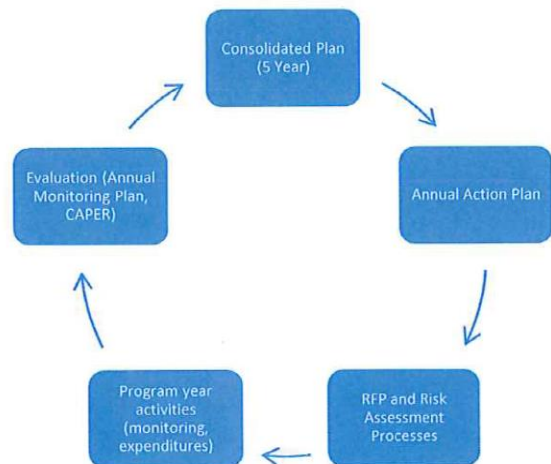 Consolidated Plan
(5 Year)
Annual Action Plan
RFP and Risk
Assessment
Processes
Program year
activities
(monitoring,
expenditures)
Evaluation (Annual
Monitoring Plan,
CAPER)